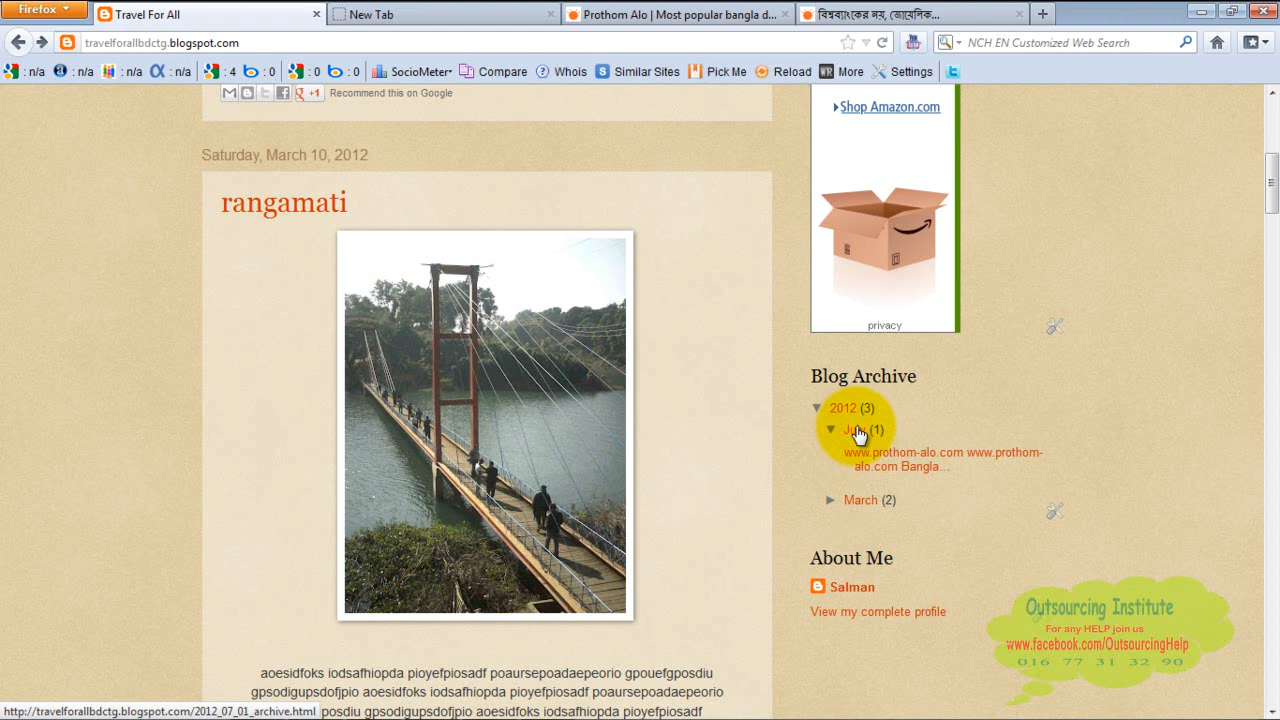 Firefox
Travel For All
New Tab
Prothom Alo | Most popular bangla d...
travelforallbdctg.blogspot.com
NCH EN Customized Web Search
: n/a : n/a : n/a : n/a : 4 : 0 : 0 : 0 SocioMeter Compare Whois Similar Sites Pick Me Reload More Settings
Recommend this on Google
+1
Shop Amazon.com
Saturday, March 10, 2012
rangamati
privacy
Blog Archive
2012 (3)
(1)
www.prothom-alo.com www.prothom-
alo.com Bangla...
March (2)
About Me
Salman
View my complete profile
Outsourcing Institute
For any HELP join us
www.facebook.com/OutsourcingHelp
016 77 31 32 90
aoesidfoks iodsafhiopda pioyefpiosadf poaursepoadaepeorio gpouefgposdiu
gpsodigupsdofjpio aoesidfoks iodsafhiopda pioyefpiosadf poaursepoadaepeorio
posdiu gpsodigupsdofjpio aoesidfoks iodsafhiopda pioyefpiosadf
http://travelforallbdctg.blogspot.com/2012_07_01_archive.html